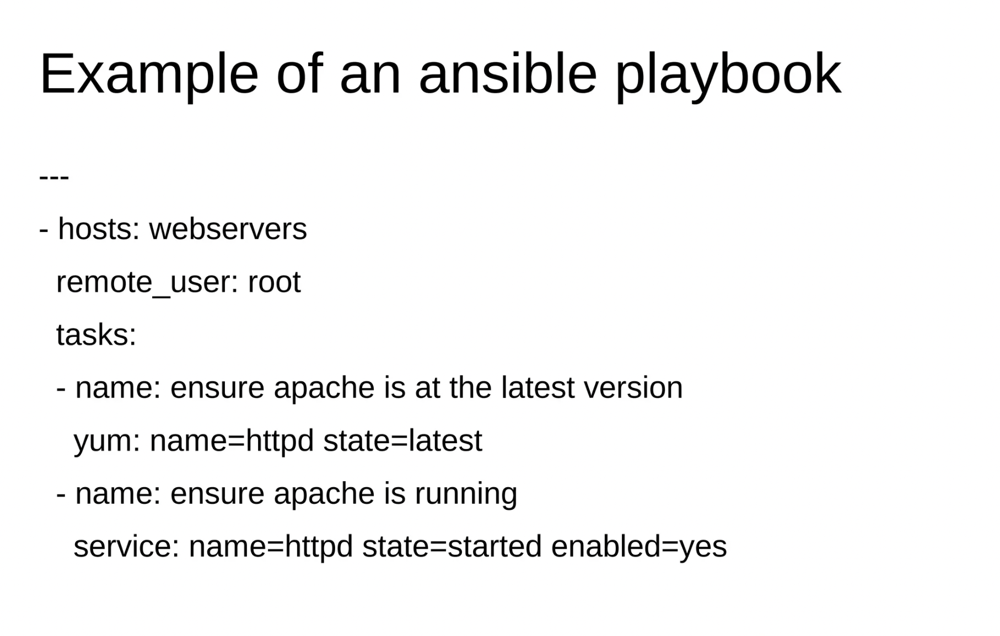 Example of an ansible playbook
---
- hosts: webservers
  remote_user: root
  tasks:
  - name: ensure apache is at the latest version
    yum: name=httpd state=latest
  - name: ensure apache is running
    service: name=httpd state=started enabled=yes